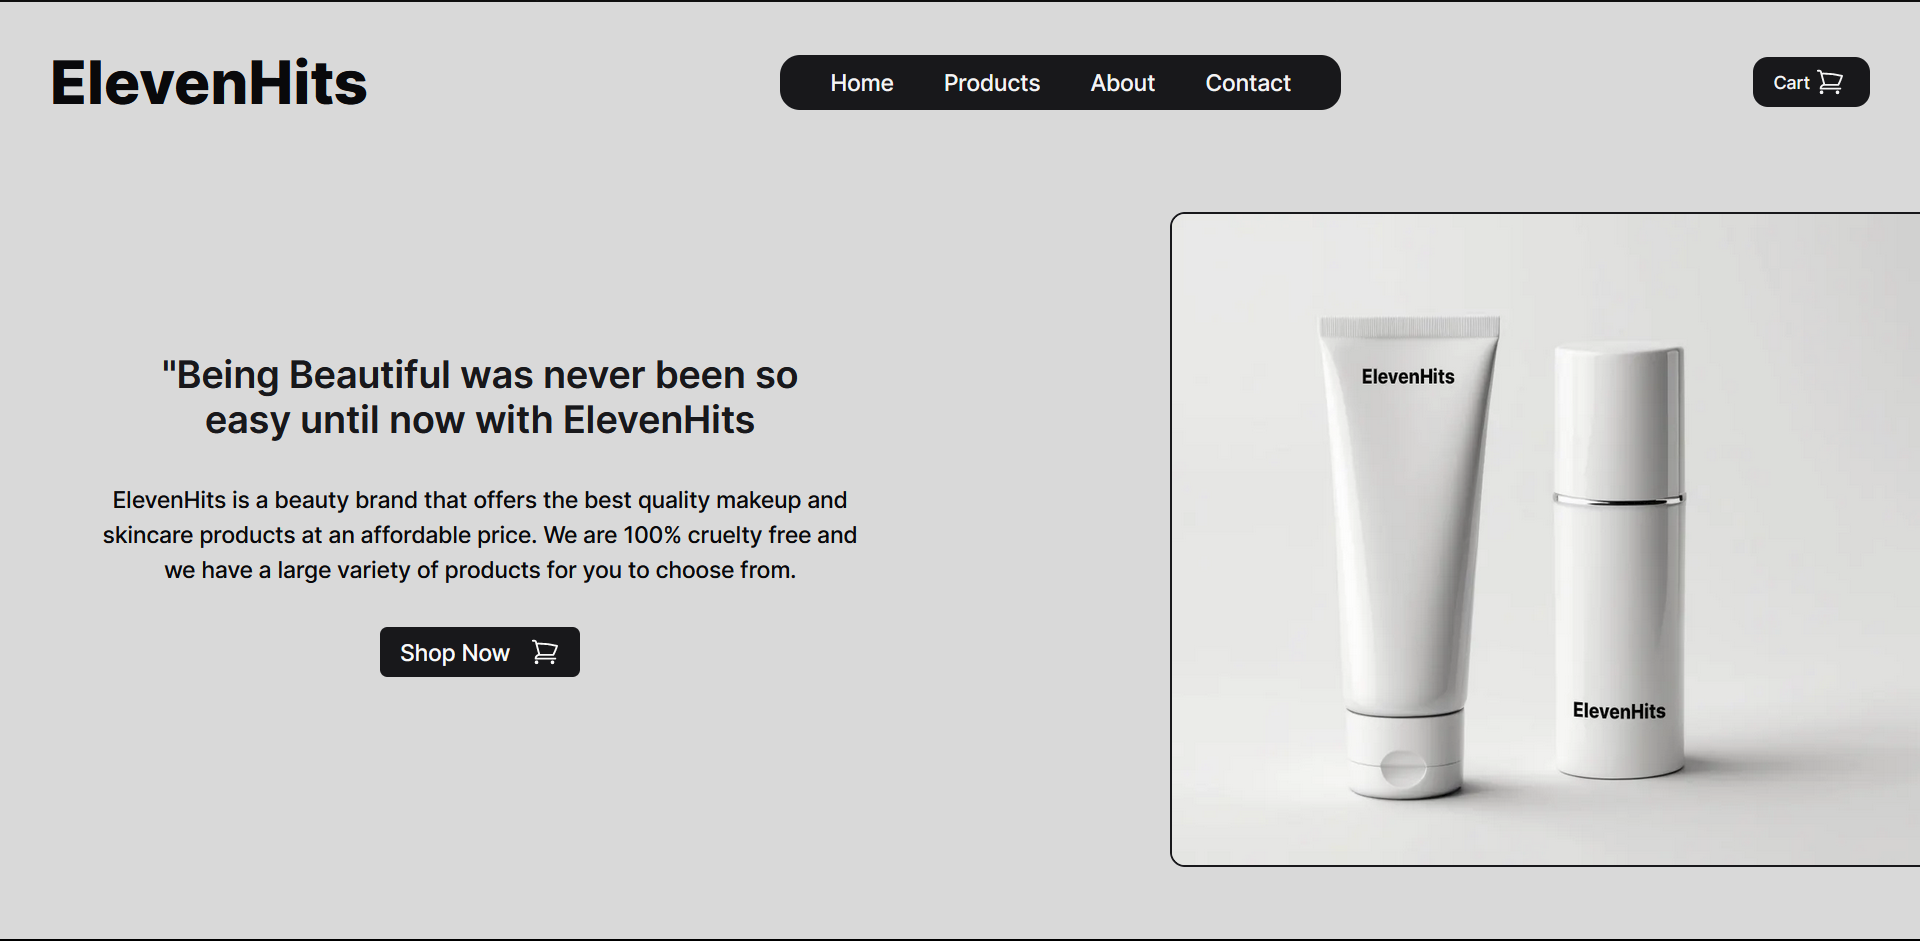 ElevenHits
Home
Products
About
Contact
Cart
"Being Beautiful was never been so
easy until now with ElevenHits
ElevenHits is a beauty brand that offers the best quality makeup and
skincare products at an affordable price. We are 100% cruelty free and
we have a large variety of products for you to choose from.
Shop Now
ElevenHits
ElevenHits